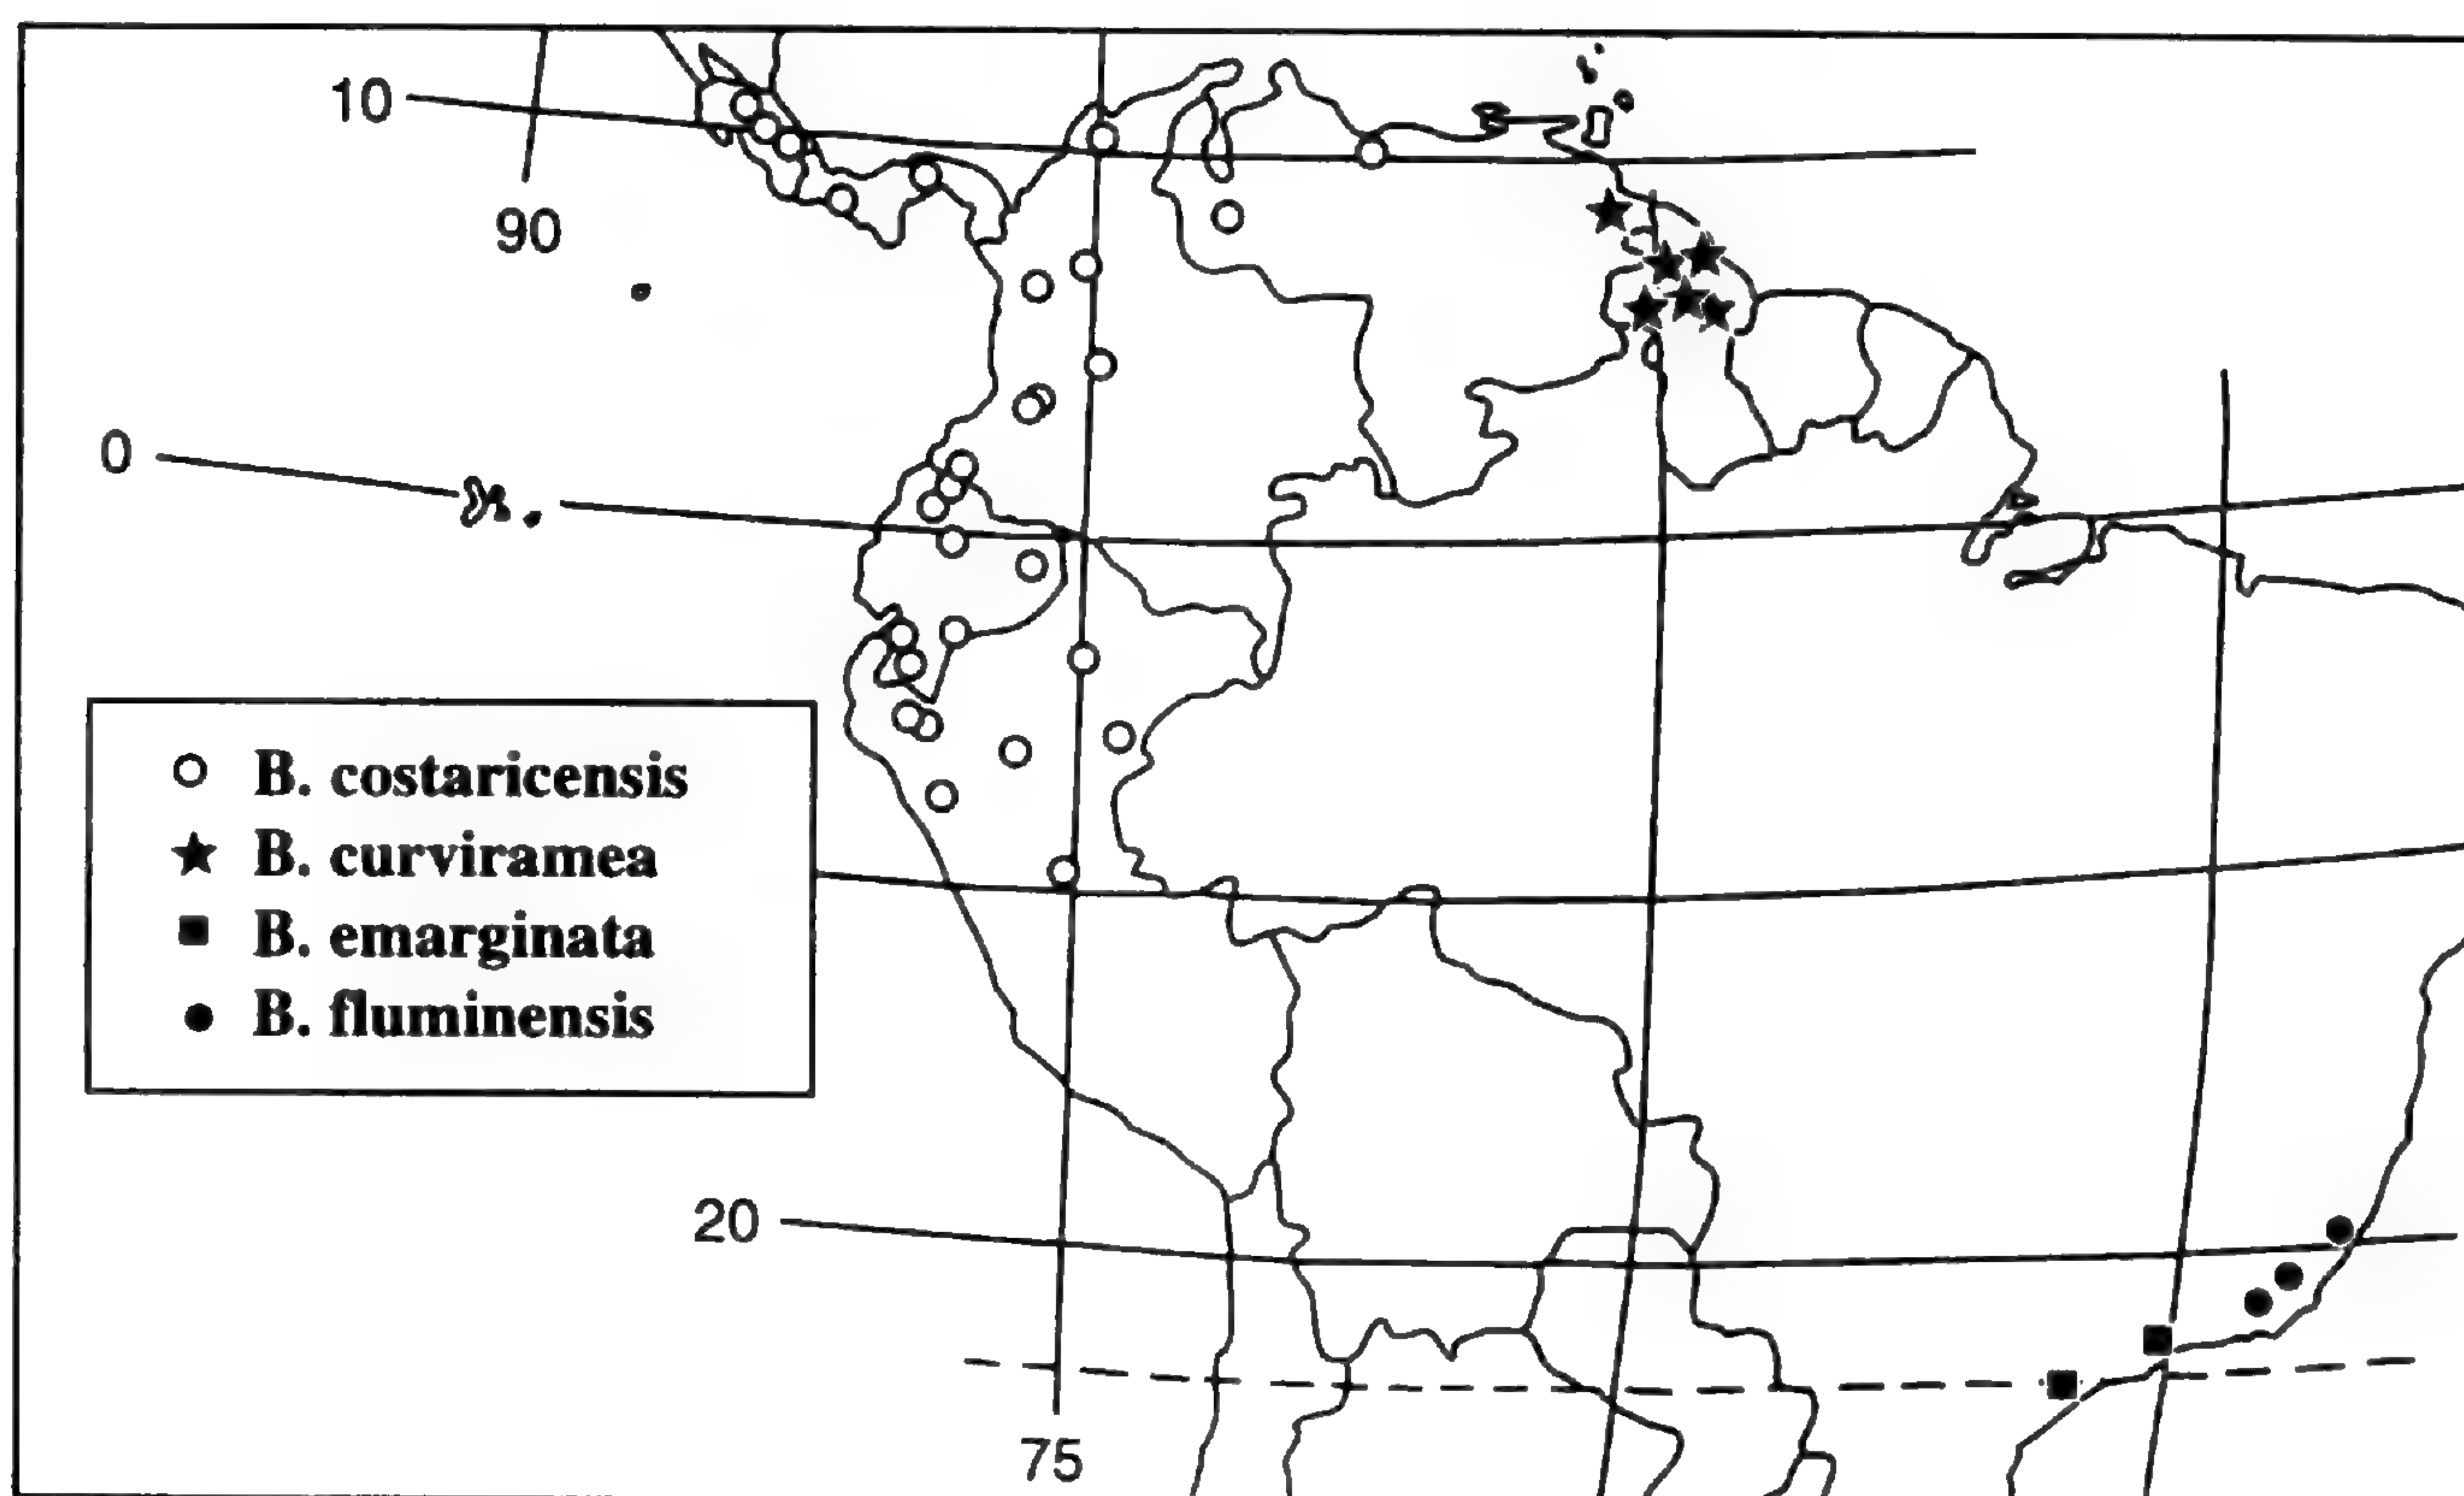 10
90
0
B. costaricensis
B. curviramea
B. emarginata
B. fluminensis
20
75